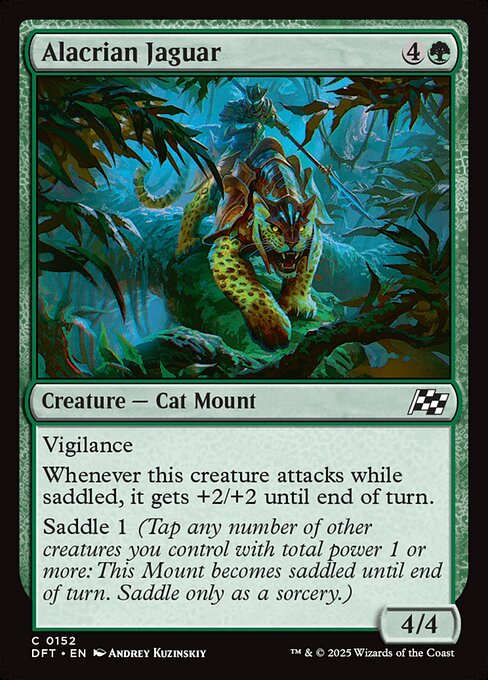 Alacrian Jaguar 4
Creature — Cat Mount
Vigilance
Whenever this creature attacks while
saddled, it gets +2/+2 until end of turn.
Saddle 1 (Tap any number of other
creatures you control with total power 1 or
more: This Mount becomes saddled until end
of turn. Saddle only as a sorcery.)
4/4
C 0152
DFT • EN Andrey Kuzinskiy ™ & © 2025 Wizards of the Coast